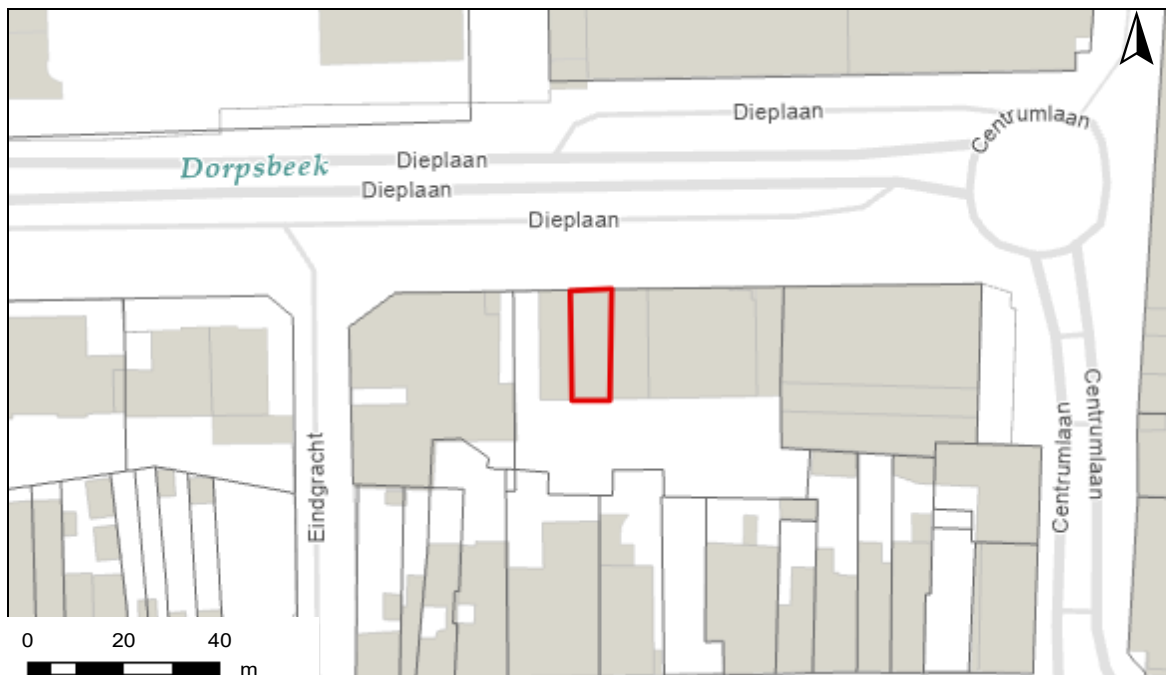 Dieplaan
Centrumlaan
Dorpsbeek
Dieplaan
Dieplaan
Dieplaan
Eindgracht
Centrumlaan
Centrumlaan
0 20 40
m